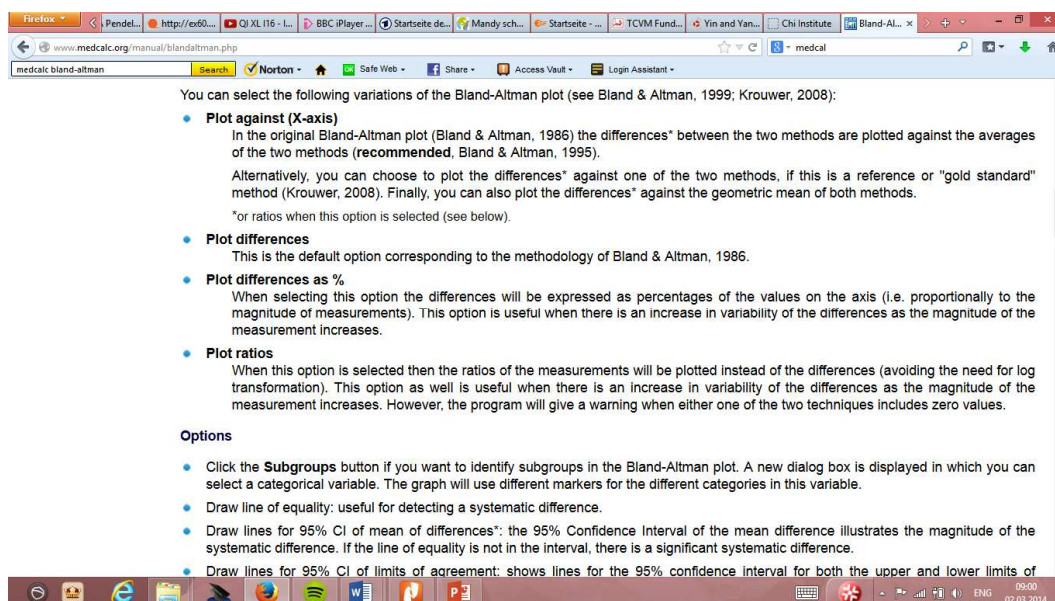 Firefox
Pendel...
http://ex60....
QJ XL I16 - I...
BBC iPlayer ...
Startseite de...
Mandy sch...
Startseite - ...
TCVM Fund...
Yin and Yan...
Chi Institute
Bland-Al...
www.medcalc.org/manual/blandaltman.php
medcal
medcalc bland-altman
Search
Norton
Safe Web
Share
Access Vault
Login Assistant
You can select the following variations of the Bland-Altman plot (see Bland & Altman, 1999; Krouwer, 2008):
Plot against (X-axis)
In the original Bland-Altman plot (Bland & Altman, 1986) the differences* between the two methods are plotted against the averages
of the two methods (recommended, Bland & Altman, 1995).
Alternatively, you can choose to plot the differences* against one of the two methods, if this is a reference or "gold standard"
method (Krouwer, 2008). Finally, you can also plot the differences* against the geometric mean of both methods.
*or ratios when this option is selected (see below).
Plot differences
This is the default option corresponding to the methodology of Bland & Altman, 1986.
Plot differences as %
When selecting this option the differences will be expressed as percentages of the values on the axis (i.e. proportionally to the
magnitude of measurements). This option is useful when there is an increase in variability of the differences as the magnitude of the
measurement increases.
Plot ratios
When this option is selected then the ratios of the measurements will be plotted instead of the differences (avoiding the need for log
transformation). This option as well is useful when there is an increase in variability of the differences as the magnitude of the
measurement increases. However, the program will give a warning when either one of the two techniques includes zero values.
Options
Click the Subgroups button if you want to identify subgroups in the Bland-Altman plot. A new dialog box is displayed in which you can
select a categorical variable. The graph will use different markers for the different categories in this variable.
Draw line of equality: useful for detecting a systematic difference.
Draw lines for 95% CI of mean of differences*: the 95% Confidence Interval of the mean difference illustrates the magnitude of the
systematic difference. If the line of equality is not in the interval, there is a significant systematic difference.
Draw lines for 95% CI of limits of agreement: shows lines for the 95% confidence interval for both the upper and lower limits of
ENG
09:00
02.03.2014